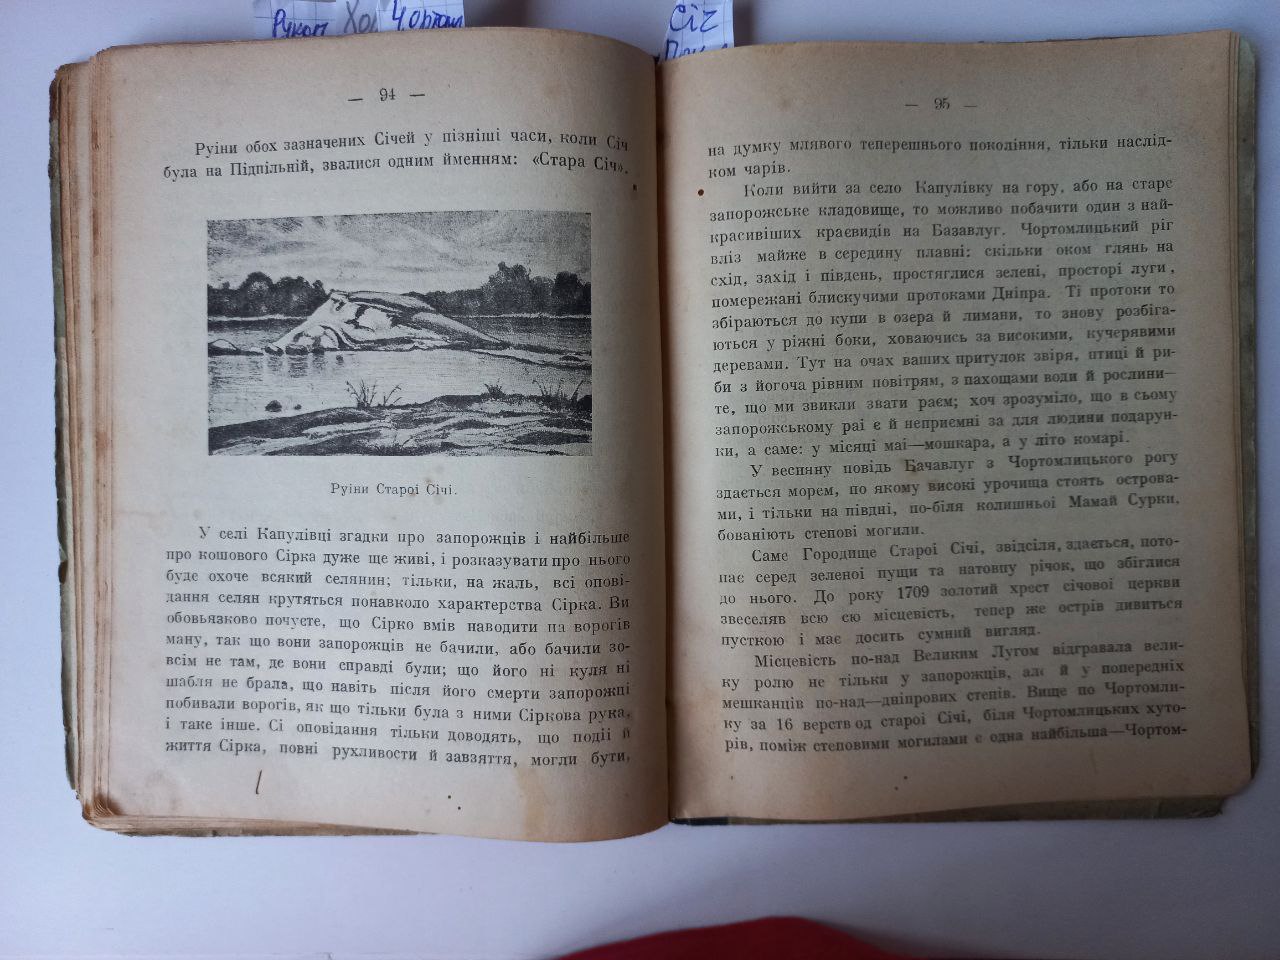 Рукоп
Хо
Чортом
Січ
— 94 —
Руіни обох зазначених Січей у пізніші часи, коли Січ
була на Підпільній, звалися одним йменням: «Стара Січ».
Руіни Староі Січі.
У селі Капулівці згадки про запорожців і найбільше
про кошового Сірка дуже ще живі, і розказувати про нього
буде охоче всякий селянин; тільки, на жаль, всі опові-
дання селян крутяться понавколо характерства Сірка. Ви
обовьязково почуєте, що Сірко вмів наводити на ворогів
ману, так що вони запорожців не бачили, або бачили зо-
всім не там, де вони справді були; що його ні куля ні
шабля не брала, що навіть після його смерти запорожці
побивали ворогів, як що тільки була з ними Сіркова рука,
і таке інше. Сі оповідання тільки доводять, що подіі й
життя Сірка, повні рухливости й завзяття, могли бути,
— 95 —
на думку млявого теперешнього покоління, тільки наслід-
ком чарів.
Коли вийти за село Капулівку на гору, або на старе
запорожське кладовище, то можливо побачити один з най-
красивіших краєвидів на Базавлуг. Чортомлицький ріг
вліз майже в середину плавні: скільки оком глянь на
схід, захід і південь, простяглися зелені, просторі луги,
помережані блискучими протоками Дніпра. Ті протоки то
збіраються до купи в озера й лимани, то знову розбіга-
ються у ріжні боки, ховаючись за високими, кучерявими
деревами. Тут на очах ваших притулок звіря, птиці й ри-
би з йогоча рівним повітрям, з пахощами води й рослини—
те, що ми звикли звати раєм; хоч зрозуміло, що в сьому
запорожському раі є й неприємні за для людини подарун-
ки, а саме: у місяці маі—мошкара, а у літо комарі.
У весняну повідь Бачавлуг з Чортомлицького рогу
здається морем, по якому високі урочища стоять острова-
ми, і тільки на півдні, по-біля колишньоі Мамай Сурки,
бованіють степові могили.
Саме Городище Староі Січі, звідсіля, здається, пото-
пає серед зеленоі пущи та натовпу річок, що збіглися
до нього. До року 1709 золотий хрест січовоі церкви
звеселяв всю сю місцевість, тепер же острів дивиться
пусткою і має досить сумний вигляд.
Місцевість по-над Великим Лугом відгравала вели-
ку ролю не тільки у запорожців, але й у попередніх
мешканців по-над—дніпрових степів. Вище по Чортомли-
ку за 16 верств од староі Січі, біля Чортомлицьких хуто-
рів, поміж степовими могилами є одна найбільша—Чортом-